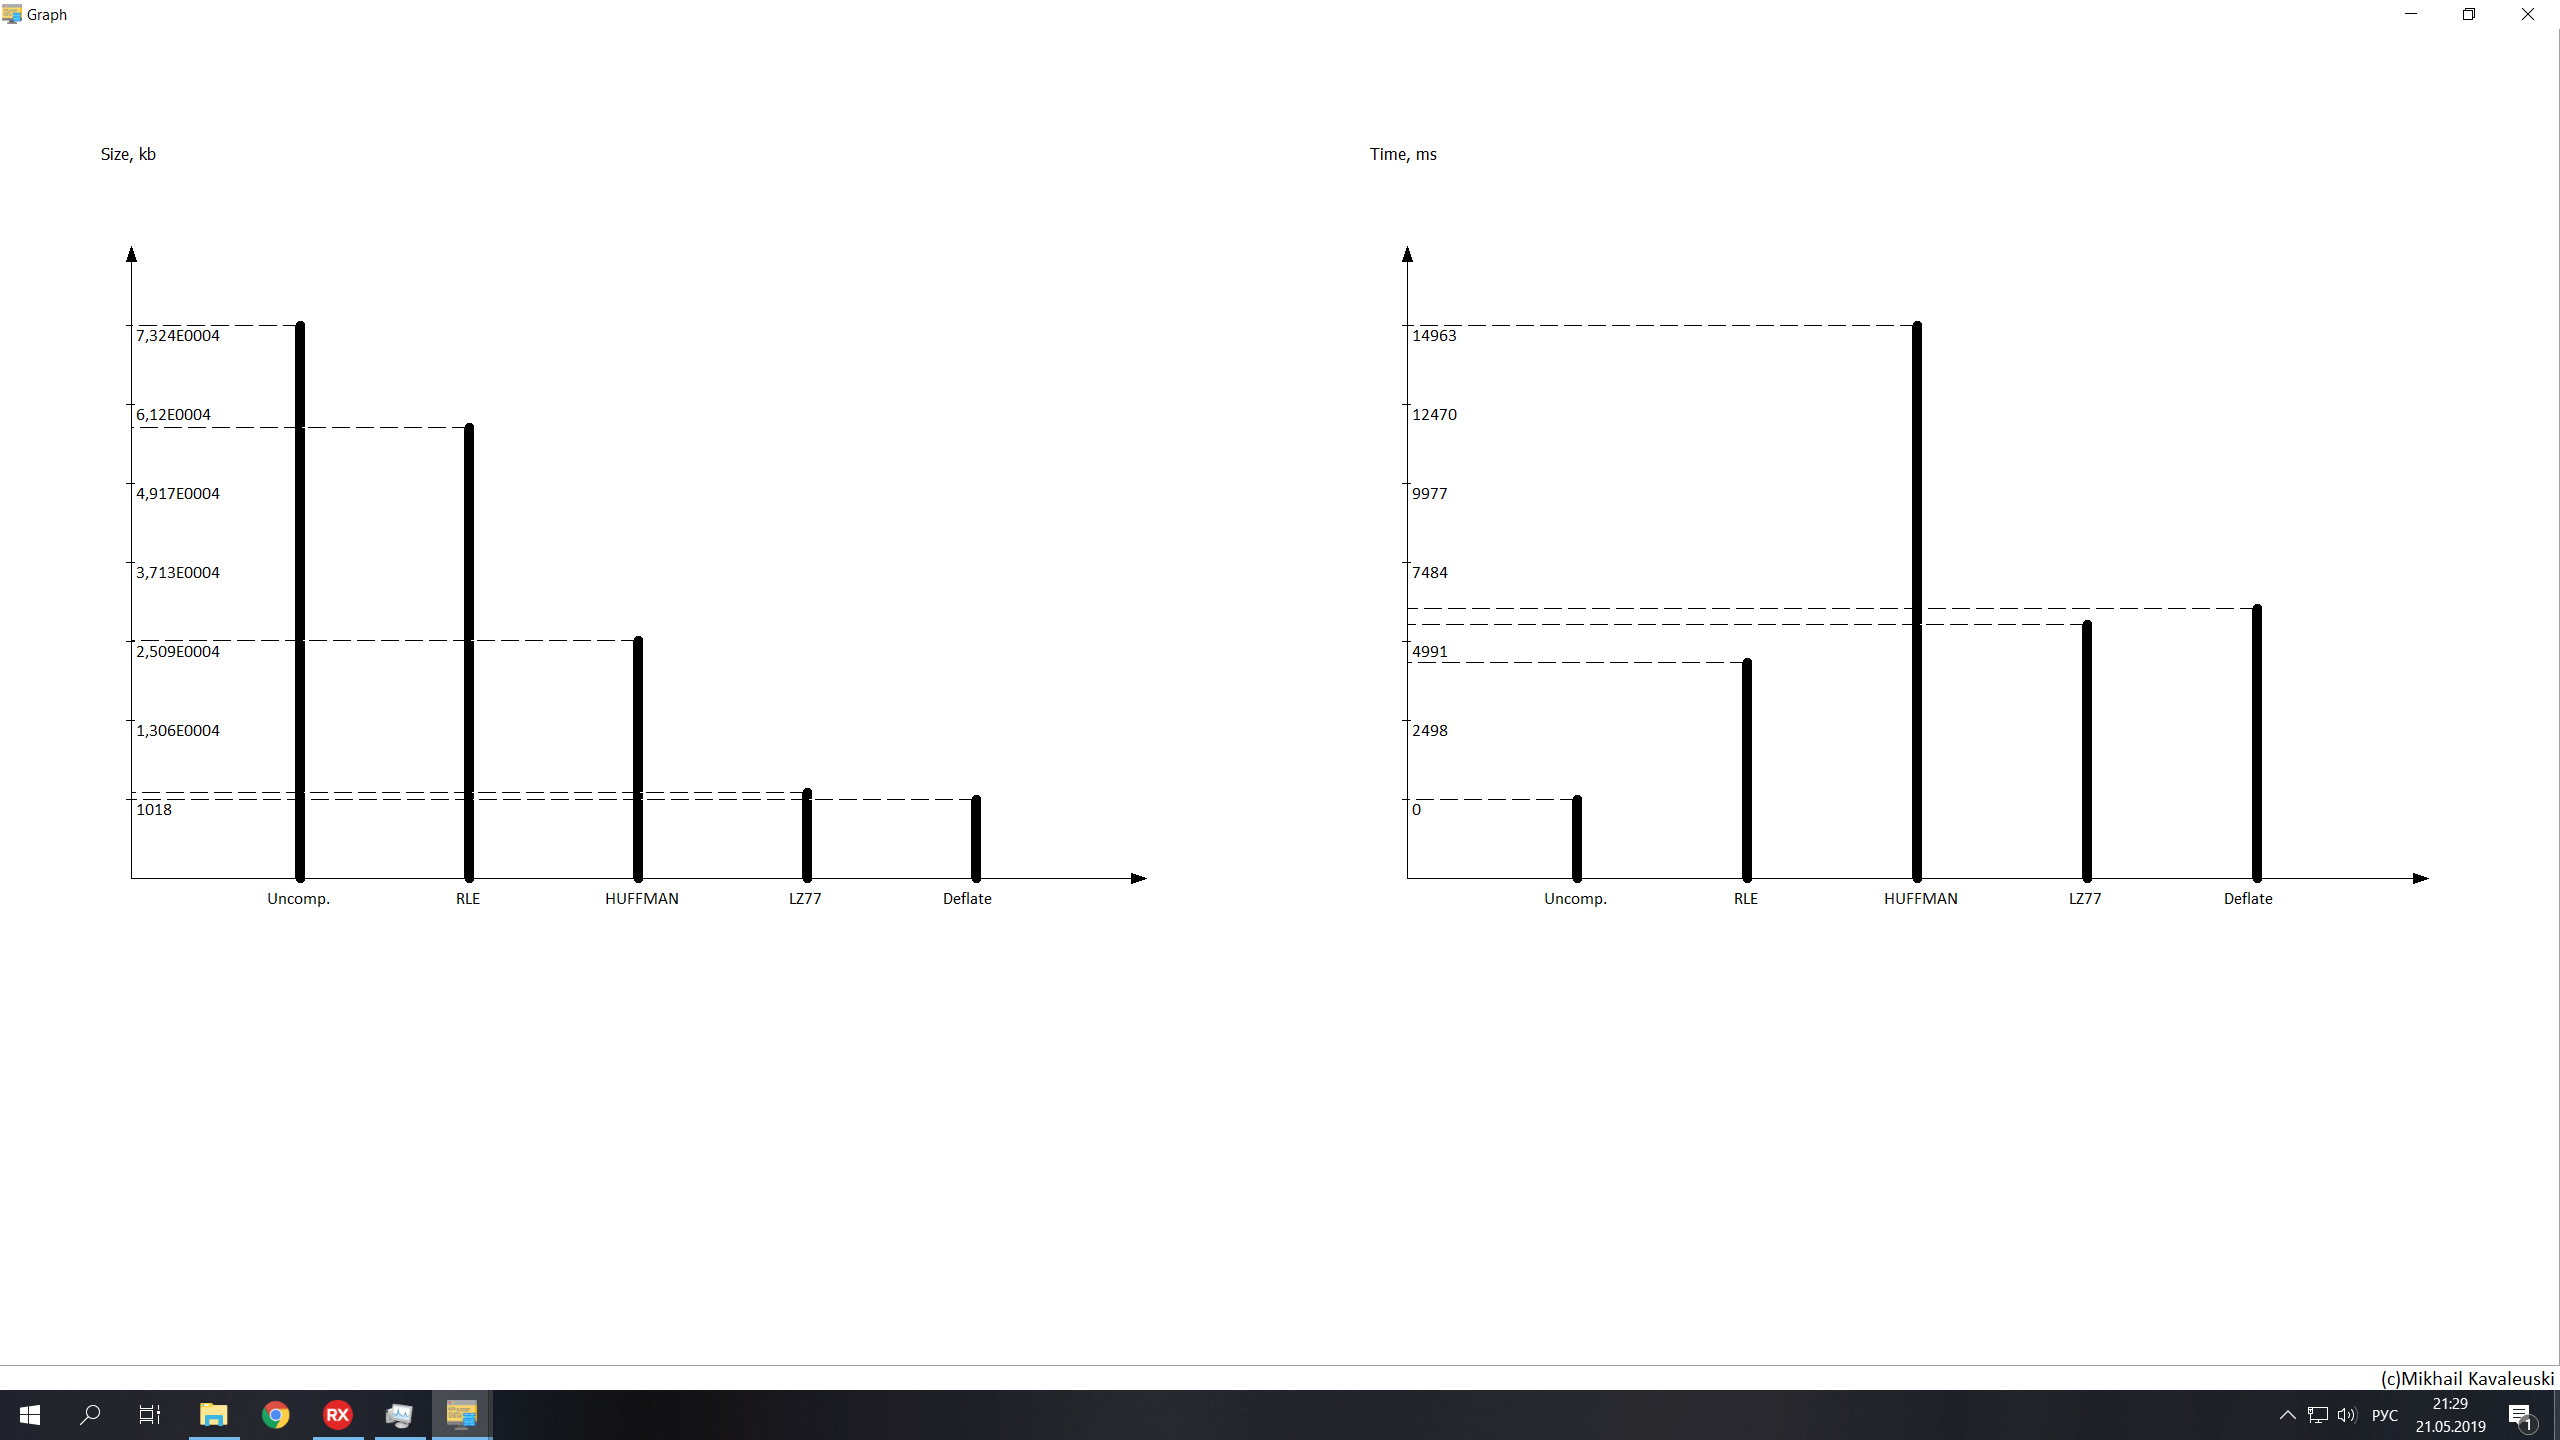 Graph
Size, kb
7,324E0004
6,12E0004
4,917E0004
3,713E0004
2,509E0004
1,306E0004
1018
Uncomp. RLE HUFFMAN LZ77 Deflate
Time, ms
14963
12470
9977
7484
4991
2498
0
Uncomp. RLE HUFFMAN LZ77 Deflate
(c)Mikhail Kavaleuski
RX
РУС
21:29
21.05.2019
1